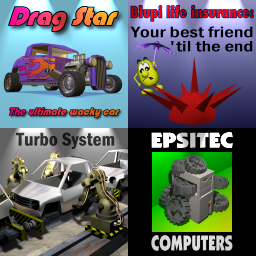 Drag Star
The ultimate wacky car
Blupi life insurance:
Your best friend
'til the end
Turbo System
EPSITEC
COMPUTERS